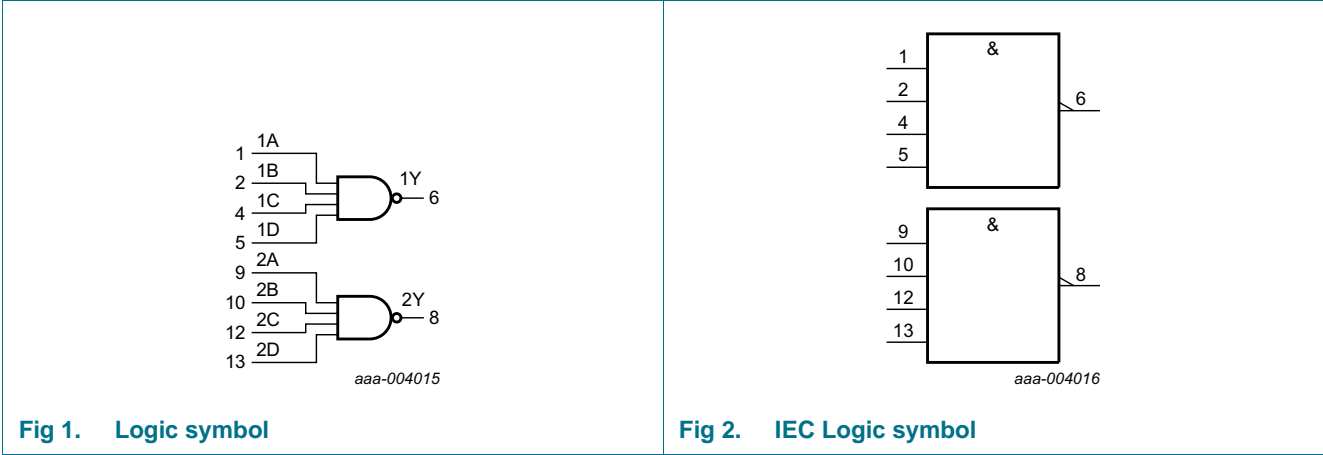 1A
1
1B
2
1C
4
1D
5
1Y
6
2A
9
2B
10
2C
12
2D
13
2Y
8
aaa-004015
Fig 1. Logic symbol
&
1
2
4
5
6
&
9
10
12
13
8
aaa-004016
Fig 2. IEC Logic symbol